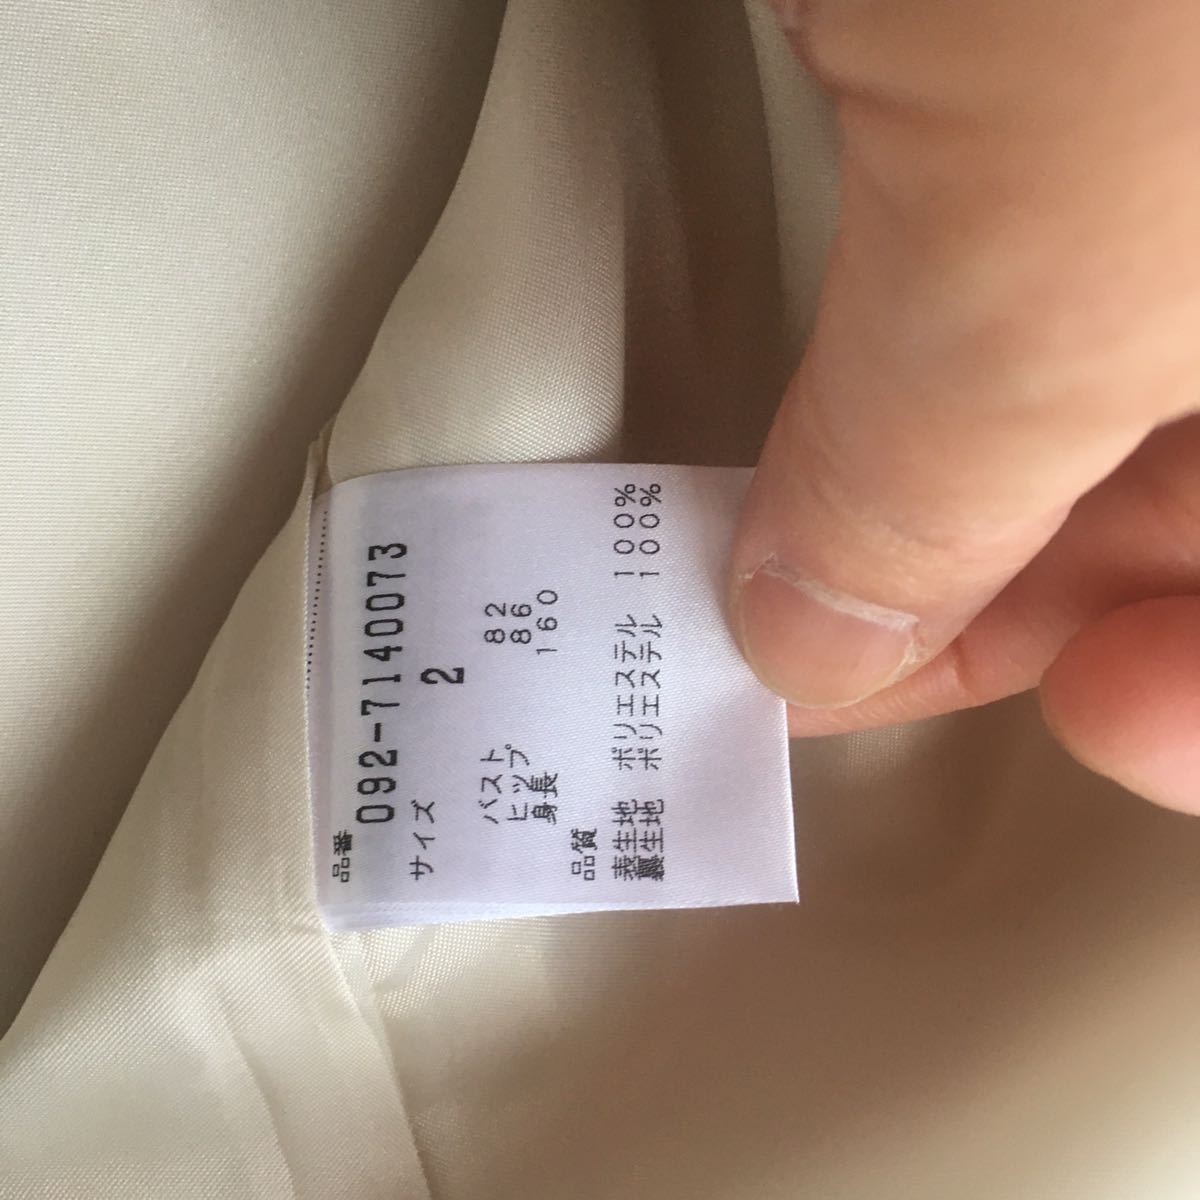 品番
092-7140073
サイズ 2
バスト 82
ヒップ 86
身長 160
品質
表生地 ポリエステル 100%
裏生地 ポリエステル 100%